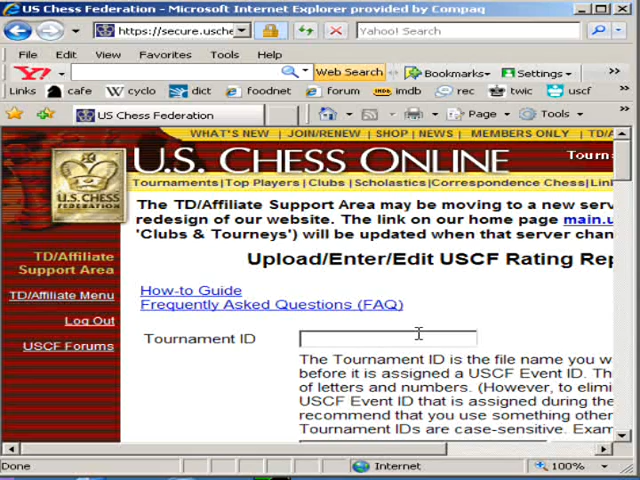 US Chess Federation - Microsoft Internet Explorer provided by Compaq
https://secure.usche
Yahoo! Search
File Edit View Favorites Tools Help
Y! Web Search Bookmarks Settings
Links cafe cyclo dict foodnet forum imdb rec twic uscf
US Chess Federation Page Tools
WHAT'S NEW | JOIN/RENEW | SHOP | NEWS | MEMBERS ONLY | TD/A
U.S. CHESS ONLINE
Tourn
Tournaments|Top Players|Clubs|Scholastics|Correspondence Chess|Lin
U.S. CHESS
FEDERATION
The TD/Affiliate Support Area may be moving to a new serv
redesign of our website. The link on our home page main.u
'Clubs & Tourneys') will be updated when that server chan
TD/Affiliate
Support Area
Upload/Enter/Edit USCF Rating Rep
TD/Affiliate Menu
How-to Guide
Frequently Asked Questions (FAQ)
Log Out
USCF Forums
Tournament ID
The Tournament ID is the file name you w
before it is assigned a USCF Event ID. Th
of letters and numbers. (However, to elimi
USCF Event ID that is assigned during the
recommend that you use something other
Tournament IDs are case-sensitive. Exam
Done Internet 100%